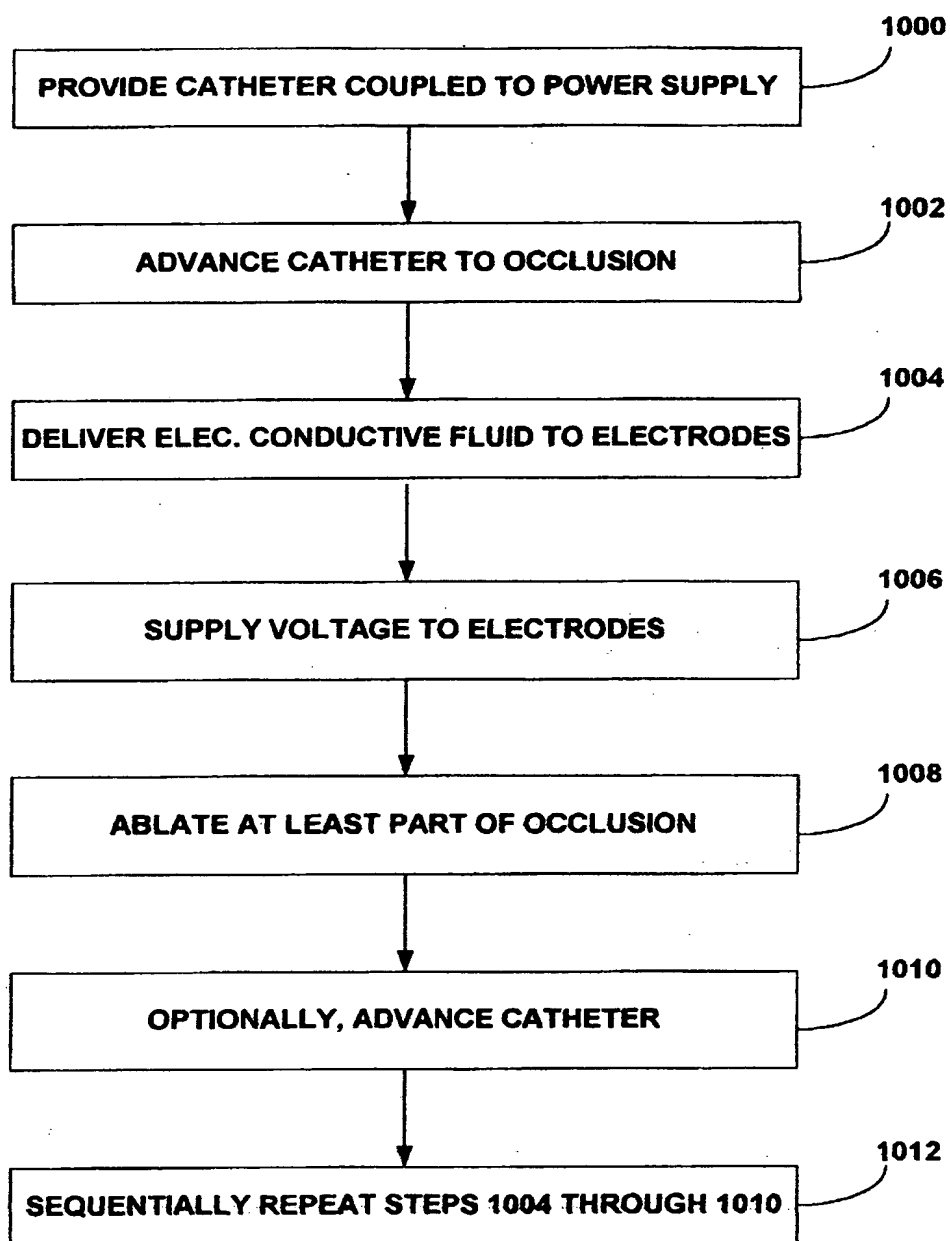 1000
PROVIDE CATHETER COUPLED TO POWER SUPPLY
1002
ADVANCE CATHETER TO OCCLUSION
1004
DELIVER ELEC. CONDUCTIVE FLUID TO ELECTRODES
1006
SUPPLY VOLTAGE TO ELECTRODES
1008
ABLATE AT LEAST PART OF OCCLUSION
1010
OPTIONALLY, ADVANCE CATHETER
1012
SEQUENTIALLY REPEAT STEPS 1004 THROUGH 1010